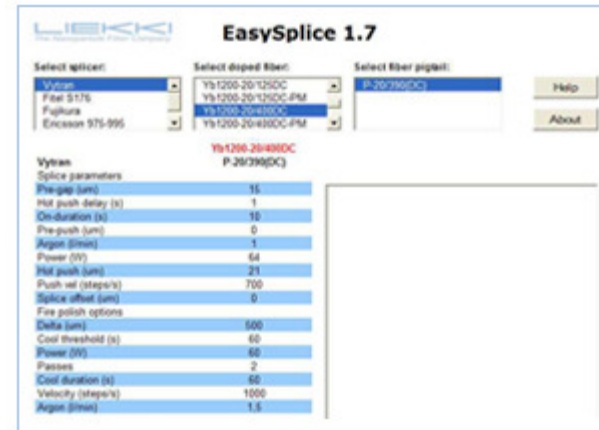 LIEKKI
EasySplice 1.7
Select splicer:
Select doped fiber:
Select fiber pigtail:
Vytran
Fitel S176
Fujikura
Ericsson 975-995
Yb1200-20/125DC
Yb1200-20/125DC-PM
Yb1200-20/400DC
Yb1200-20/400DC-PM
P-20/390(DC)
Help
About
Yb1200-20/400DC
Vytran P-20/390(DC)
Splice parameters
Pre-gap (um) 15
Hot push delay (s) 1
On-duration (s) 10
Pre-push (um) 0
Argon (l/min) 1
Power (W) 64
Hot push (um) 21
Push vel (steps/s) 700
Splice offset (um) 0
Fire polish options
Delta (um) 500
Cool threshold (s) 60
Power (W) 60
Passes 2
Cool duration (s) 60
Velocity (steps/s) 1000
Argon (l/min) 1.5